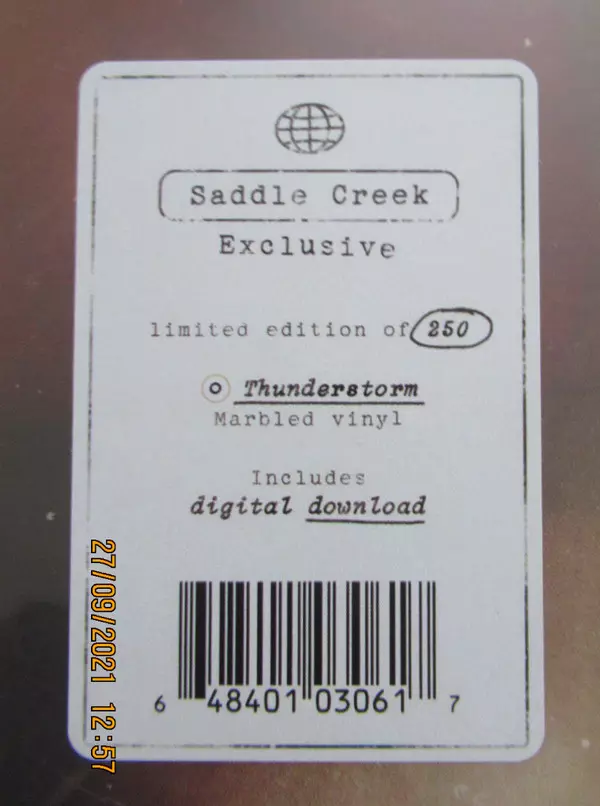 Saddle Creek
Exclusive
limited edition of 250
Thunderstorm
Marbled vinyl
Includes
digital download
6 48401 03061 7
27/09/2021 12:57